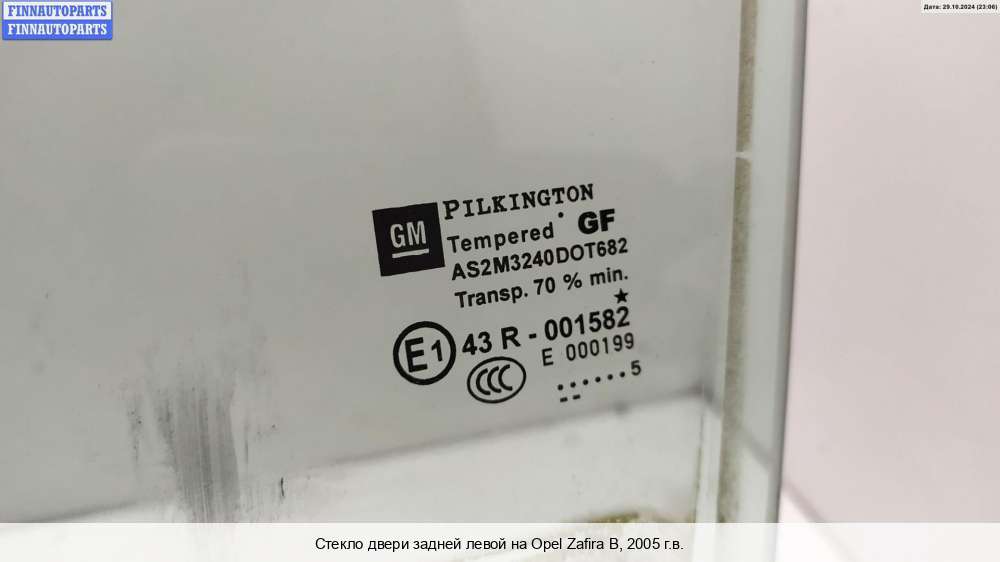 FINNAUTOPARTS
FINNAUTOPARTS
Дата: 29.10.2024 (23:06)
GM
PILKINGTON
Tempered GF
AS2M3240DOT682
Transp. 70 % min.
E1 43 R - 001582
E 000199
CCC
......5
--
Стекло двери задней левой на Opel Zafira B, 2005 г.в.